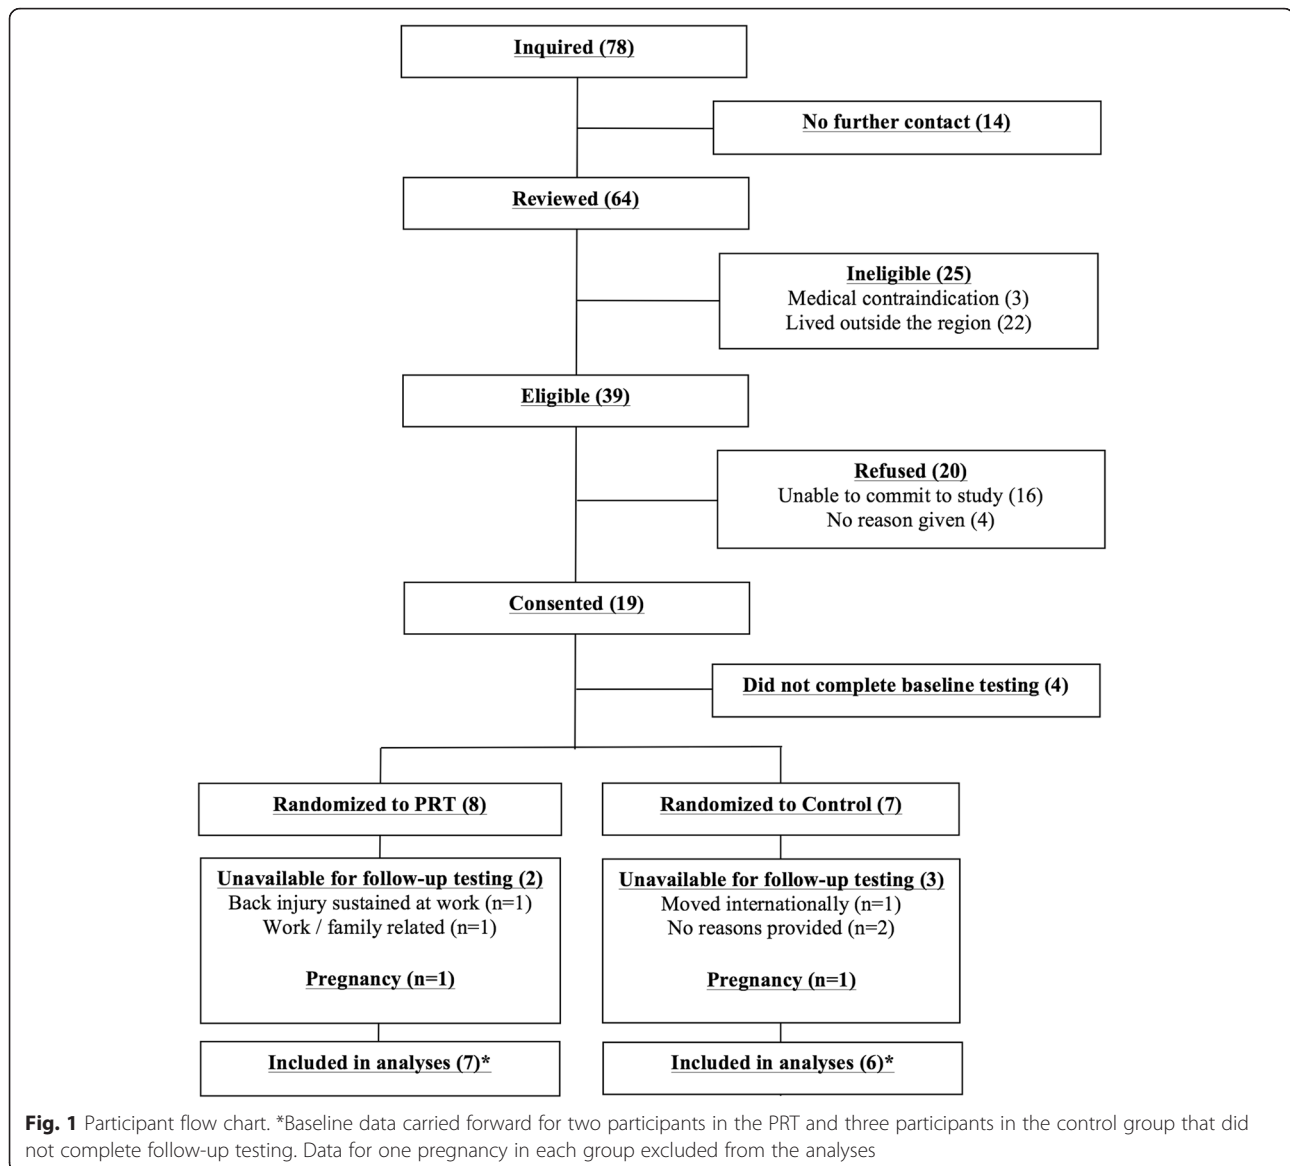 Inquired (78)
No further contact (14)
Reviewed (64)
Ineligible (25)
Medical contraindication (3)
Lived outside the region (22)
Eligible (39)
Refused (20)
Unable to commit to study (16)
No reason given (4)
Consented (19)
Did not complete baseline testing (4)
Randomized to PRT (8)
Randomized to Control (7)
Unavailable for follow-up testing (2)
Back injury sustained at work (n=1)
Work / family related (n=1)
Pregnancy (n=1)
Unavailable for follow-up testing (3)
Moved internationally (n=1)
No reasons provided (n=2)
Pregnancy (n=1)
Included in analyses (7)*
Included in analyses (6)*
Fig. 1 Participant flow chart. *Baseline data carried forward for two participants in the PRT and three participants in the control group that did
not complete follow-up testing. Data for one pregnancy in each group excluded from the analyses